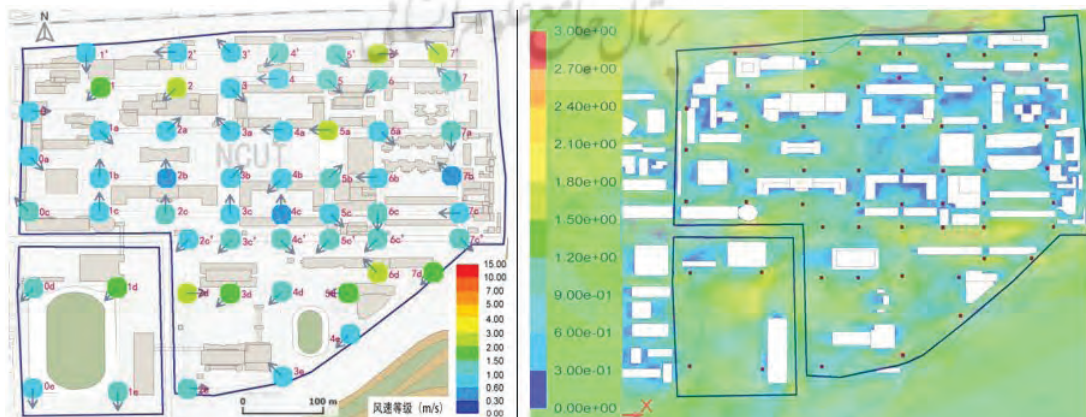 N
1' 2' 3' 4' 5' 6' 7'
1 2 3 4 5 6 7
0a 1a 2a 3a 4a 5a 6a 7a
NCUT
1b 2b 3b 4b 5b 6b 7b
0c 1c 2c 3c 4c 5c 6c 7c
2c' 3c' 4c' 5c' 6c' 7c'
0d 1d 2d 3d 4d 5d 6d 7d
4e
0e 1e 2e 3e
0 100 m
15.00
10.00
7.00
5.00
3.00
2.00
1.50
1.00
0.60
0.30
0.00
风速等级（m/s）
3.00e+00
2.70e+00
2.40e+00
2.10e+00
1.80e+00
1.50e+00
1.20e+00
9.00e-01
6.00e-01
3.00e-01
0.00e+00
X